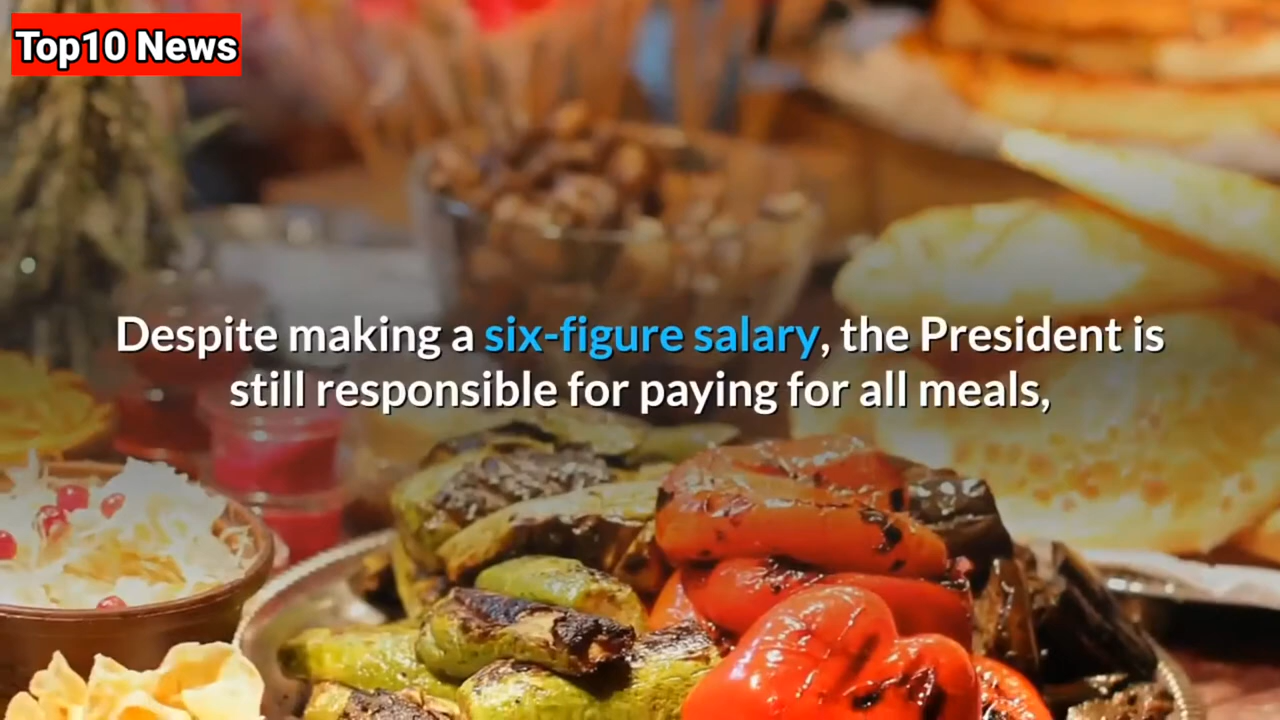 Top10 News
Despite making a six-figure salary, the President is
still responsible for paying for all meals,